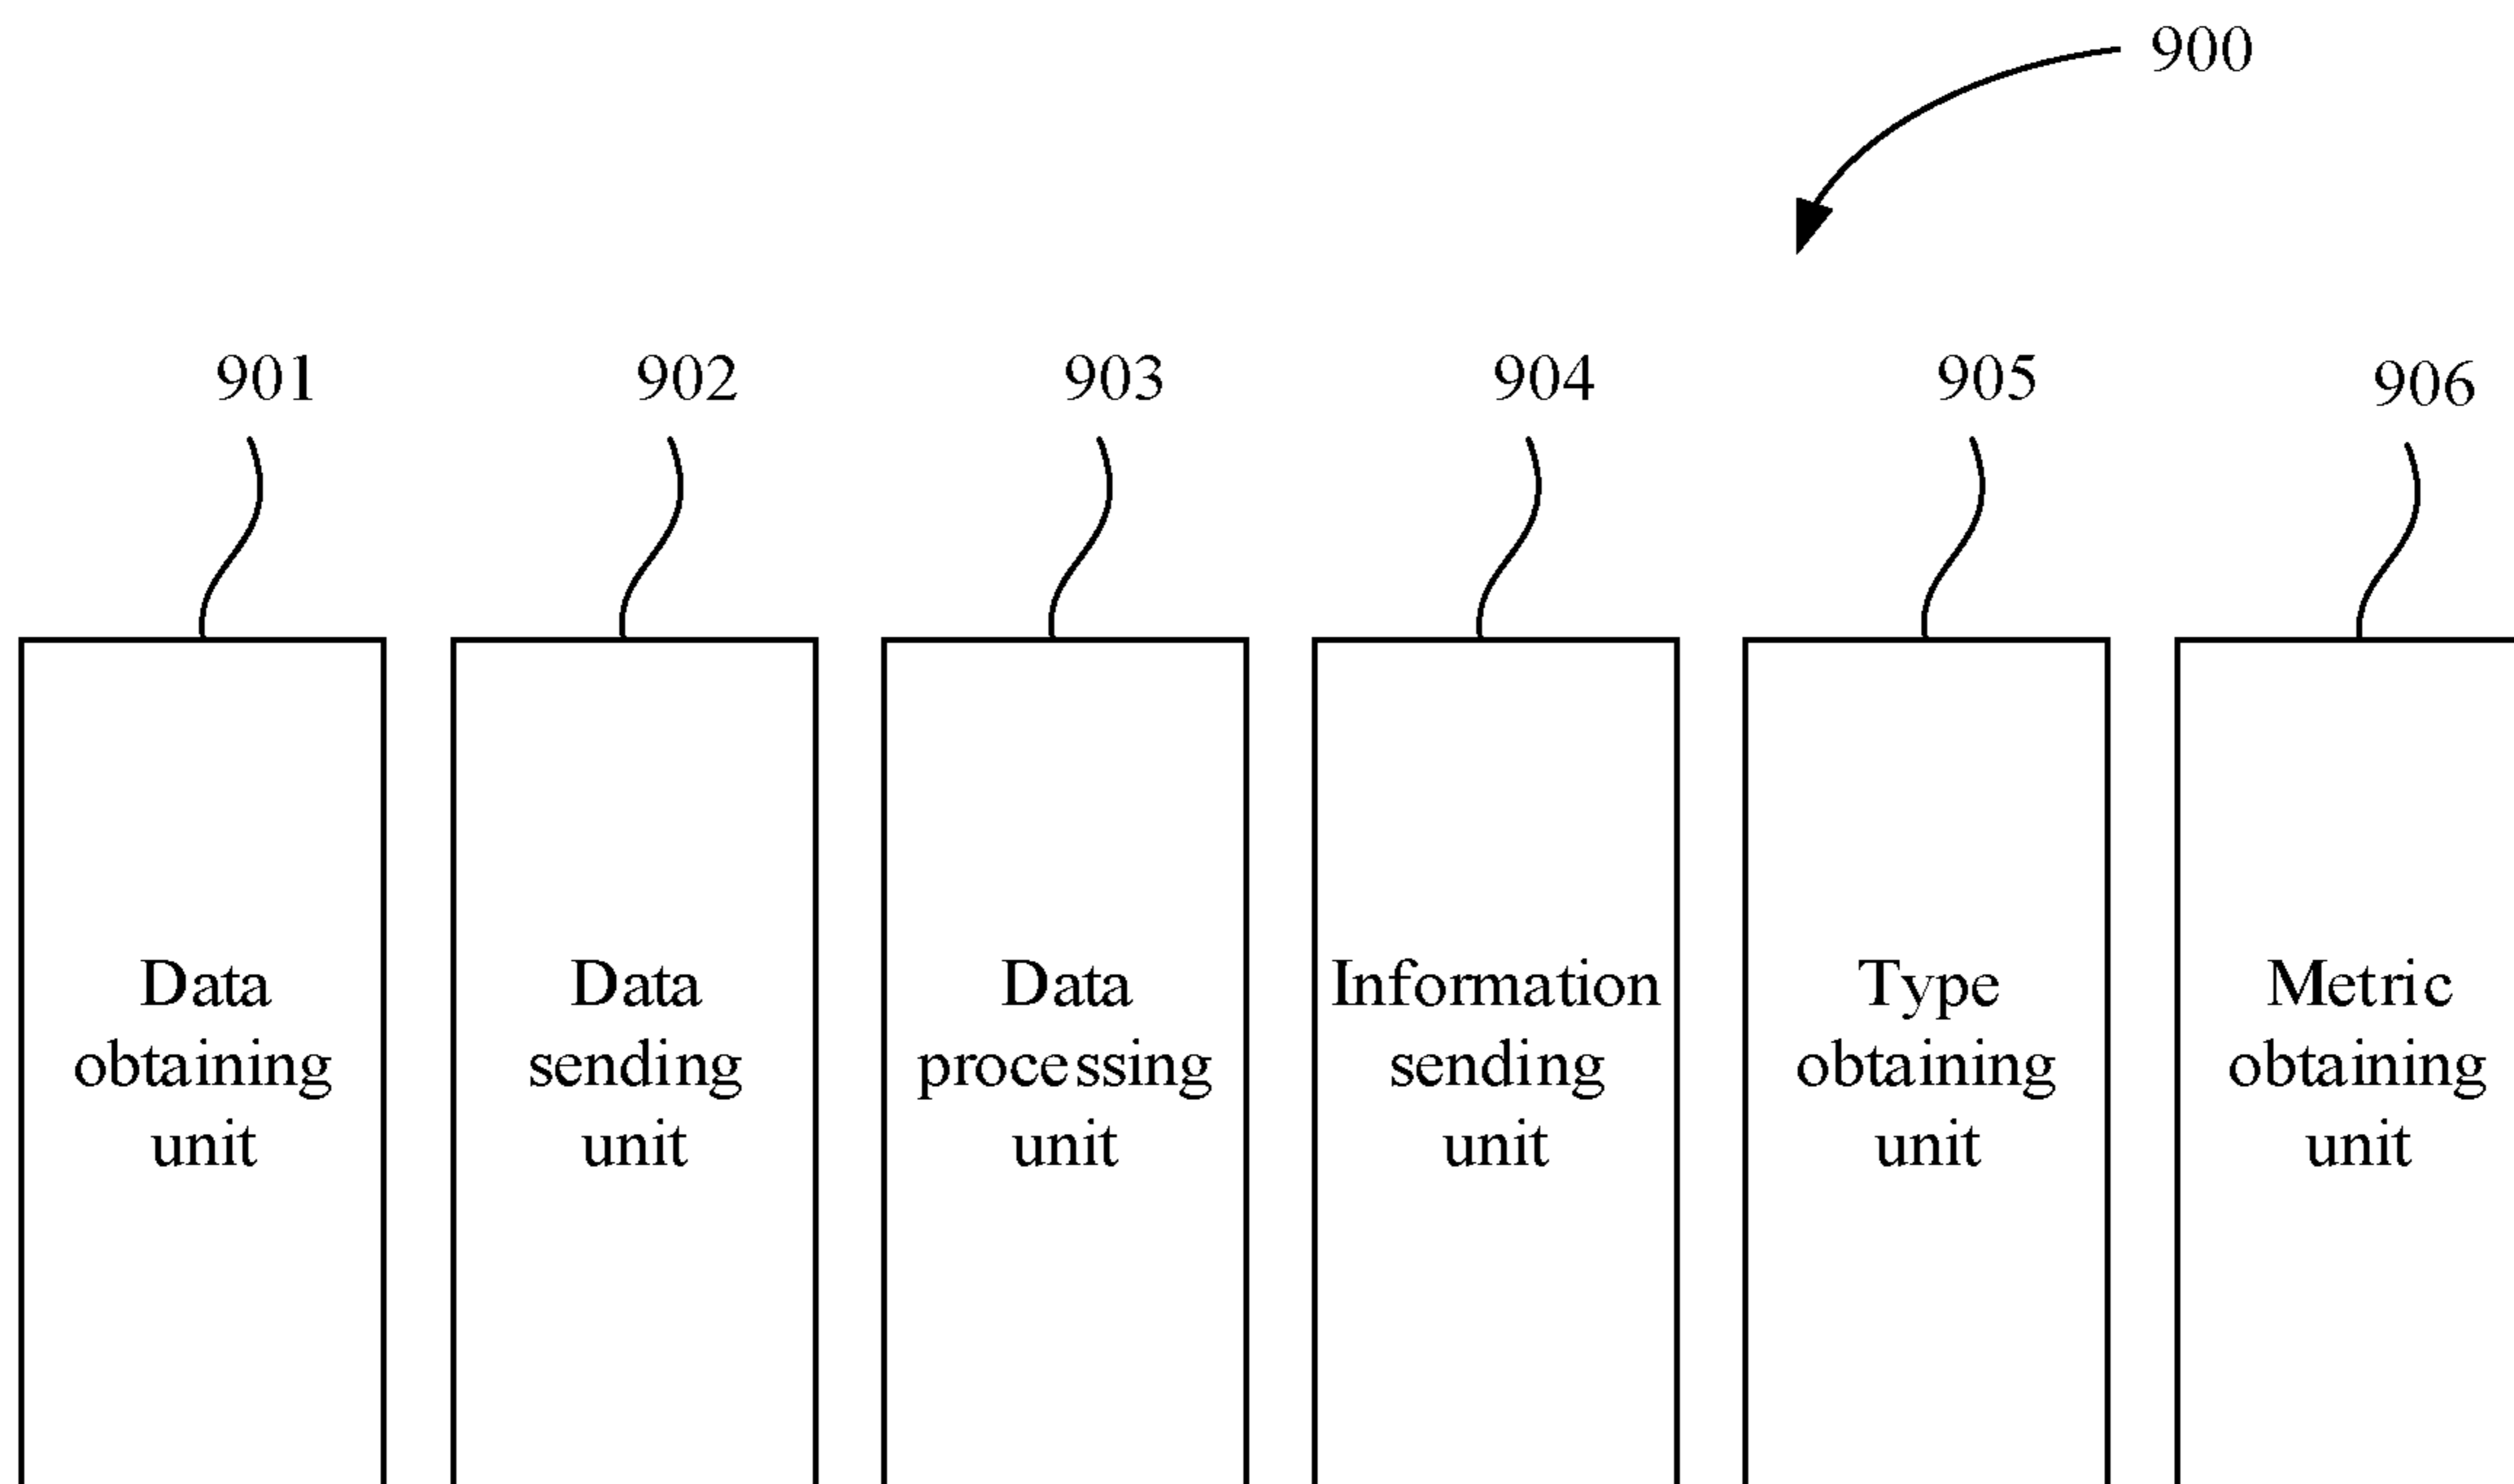 900
901
902
903
904
905
906
Data
obtaining
unit
Data
sending
unit
Data
processing
unit
Information
sending
unit
Type
obtaining
unit
Metric
obtaining
unit